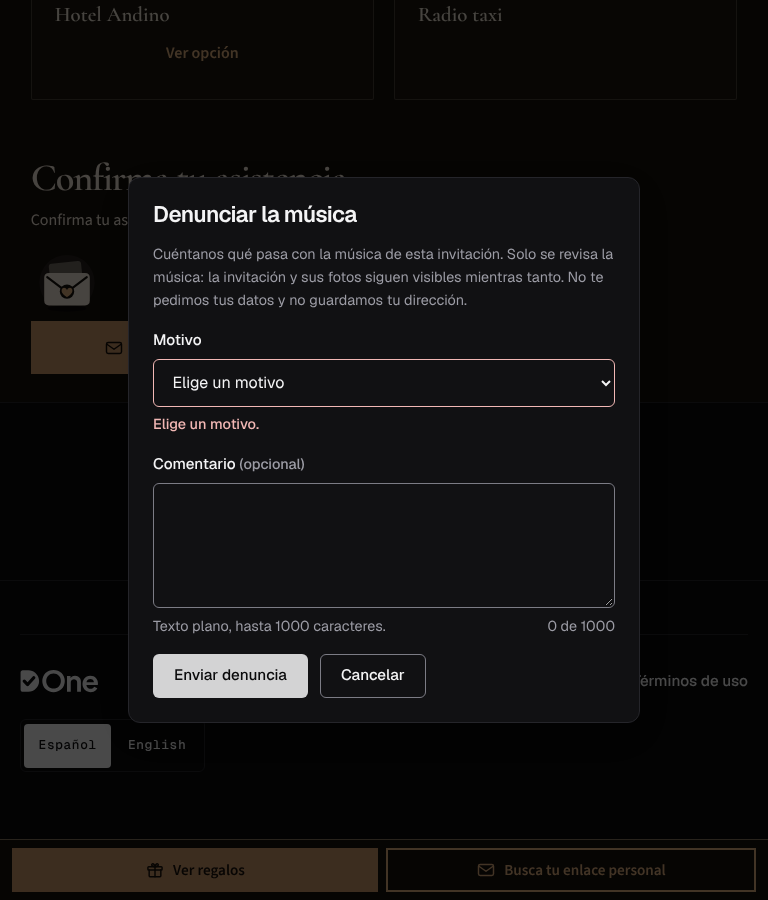 Hotel Andino
Radio taxi
Ver opción
Confirma tu asistencia
Confirma tu as
Denunciar la música
Cuéntanos qué pasa con la música de esta invitación. Solo se revisa la
música: la invitación y sus fotos siguen visibles mientras tanto. No te
pedimos tus datos y no guardamos tu dirección.
Motivo
Elige un motivo
Elige un motivo.
Comentario (opcional)
Texto plano, hasta 1000 caracteres.
0 de 1000
Enviar denuncia
Cancelar
One
Términos de uso
Español
English
Ver regalos
Busca tu enlace personal